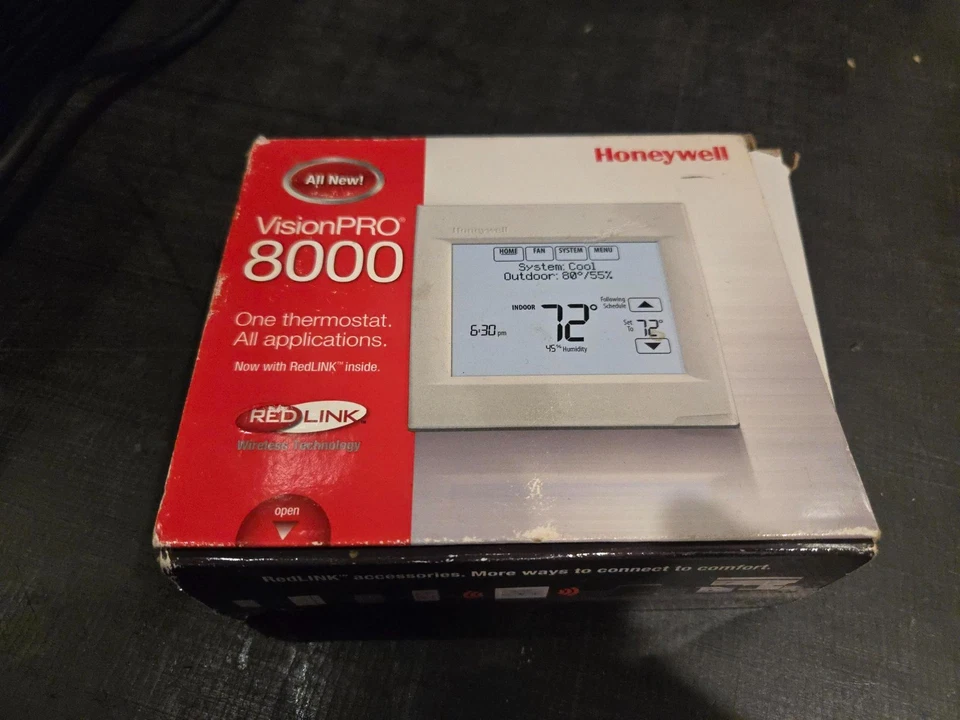 Honeywell
All New!
VisionPRO®
8000
One thermostat.
All applications.
Now with RedLINK™ inside.
REDLINK™
Wireless Technology
open
Honeywell
HOME FAN SYSTEM MENU
System: Cool
Outdoor: 80°/55%
Following
Schedule
INDOOR 72°
Set
To 72°
6:30 pm
45% Humidity
RedLINK™ accessories. More ways to connect to comfort.